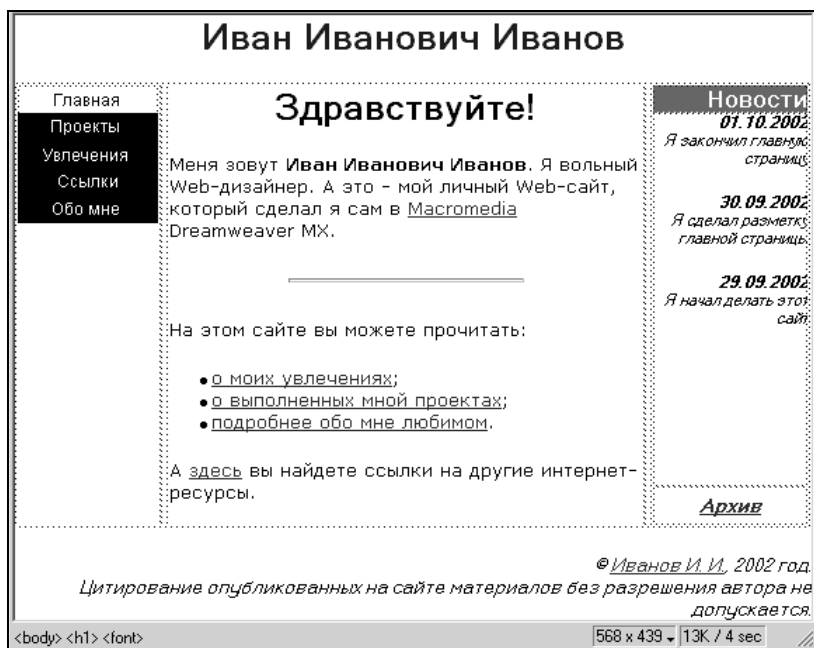 Иван Иванович Иванов
Главная
Проекты
Увлечения
Ссылки
Обо мне
Здравствуйте!
Меня зовут Иван Иванович Иванов. Я вольный
Web-дизайнер. А это – мой личный Web-сайт,
который сделал я сам в Macromedia
Dreamweaver MX.
На этом сайте вы можете прочитать:
• о моих увлечениях;
• о выполненных мной проектах;
• подробнее обо мне любимом.
А здесь вы найдете ссылки на другие интернет-
ресурсы.
Новости
01.10.2002
Я закончил главную
страницу
30.09.2002
Я сделал разметку
главной страницы
29.09.2002
Я начал делать этот
сайт
Архив
© Иванов И. И., 2002 год.
Цитирование опубликованных на сайте материалов без разрешения автора не
допускается.
<body> <h1> <font>
568 x 439
13K / 4 sec